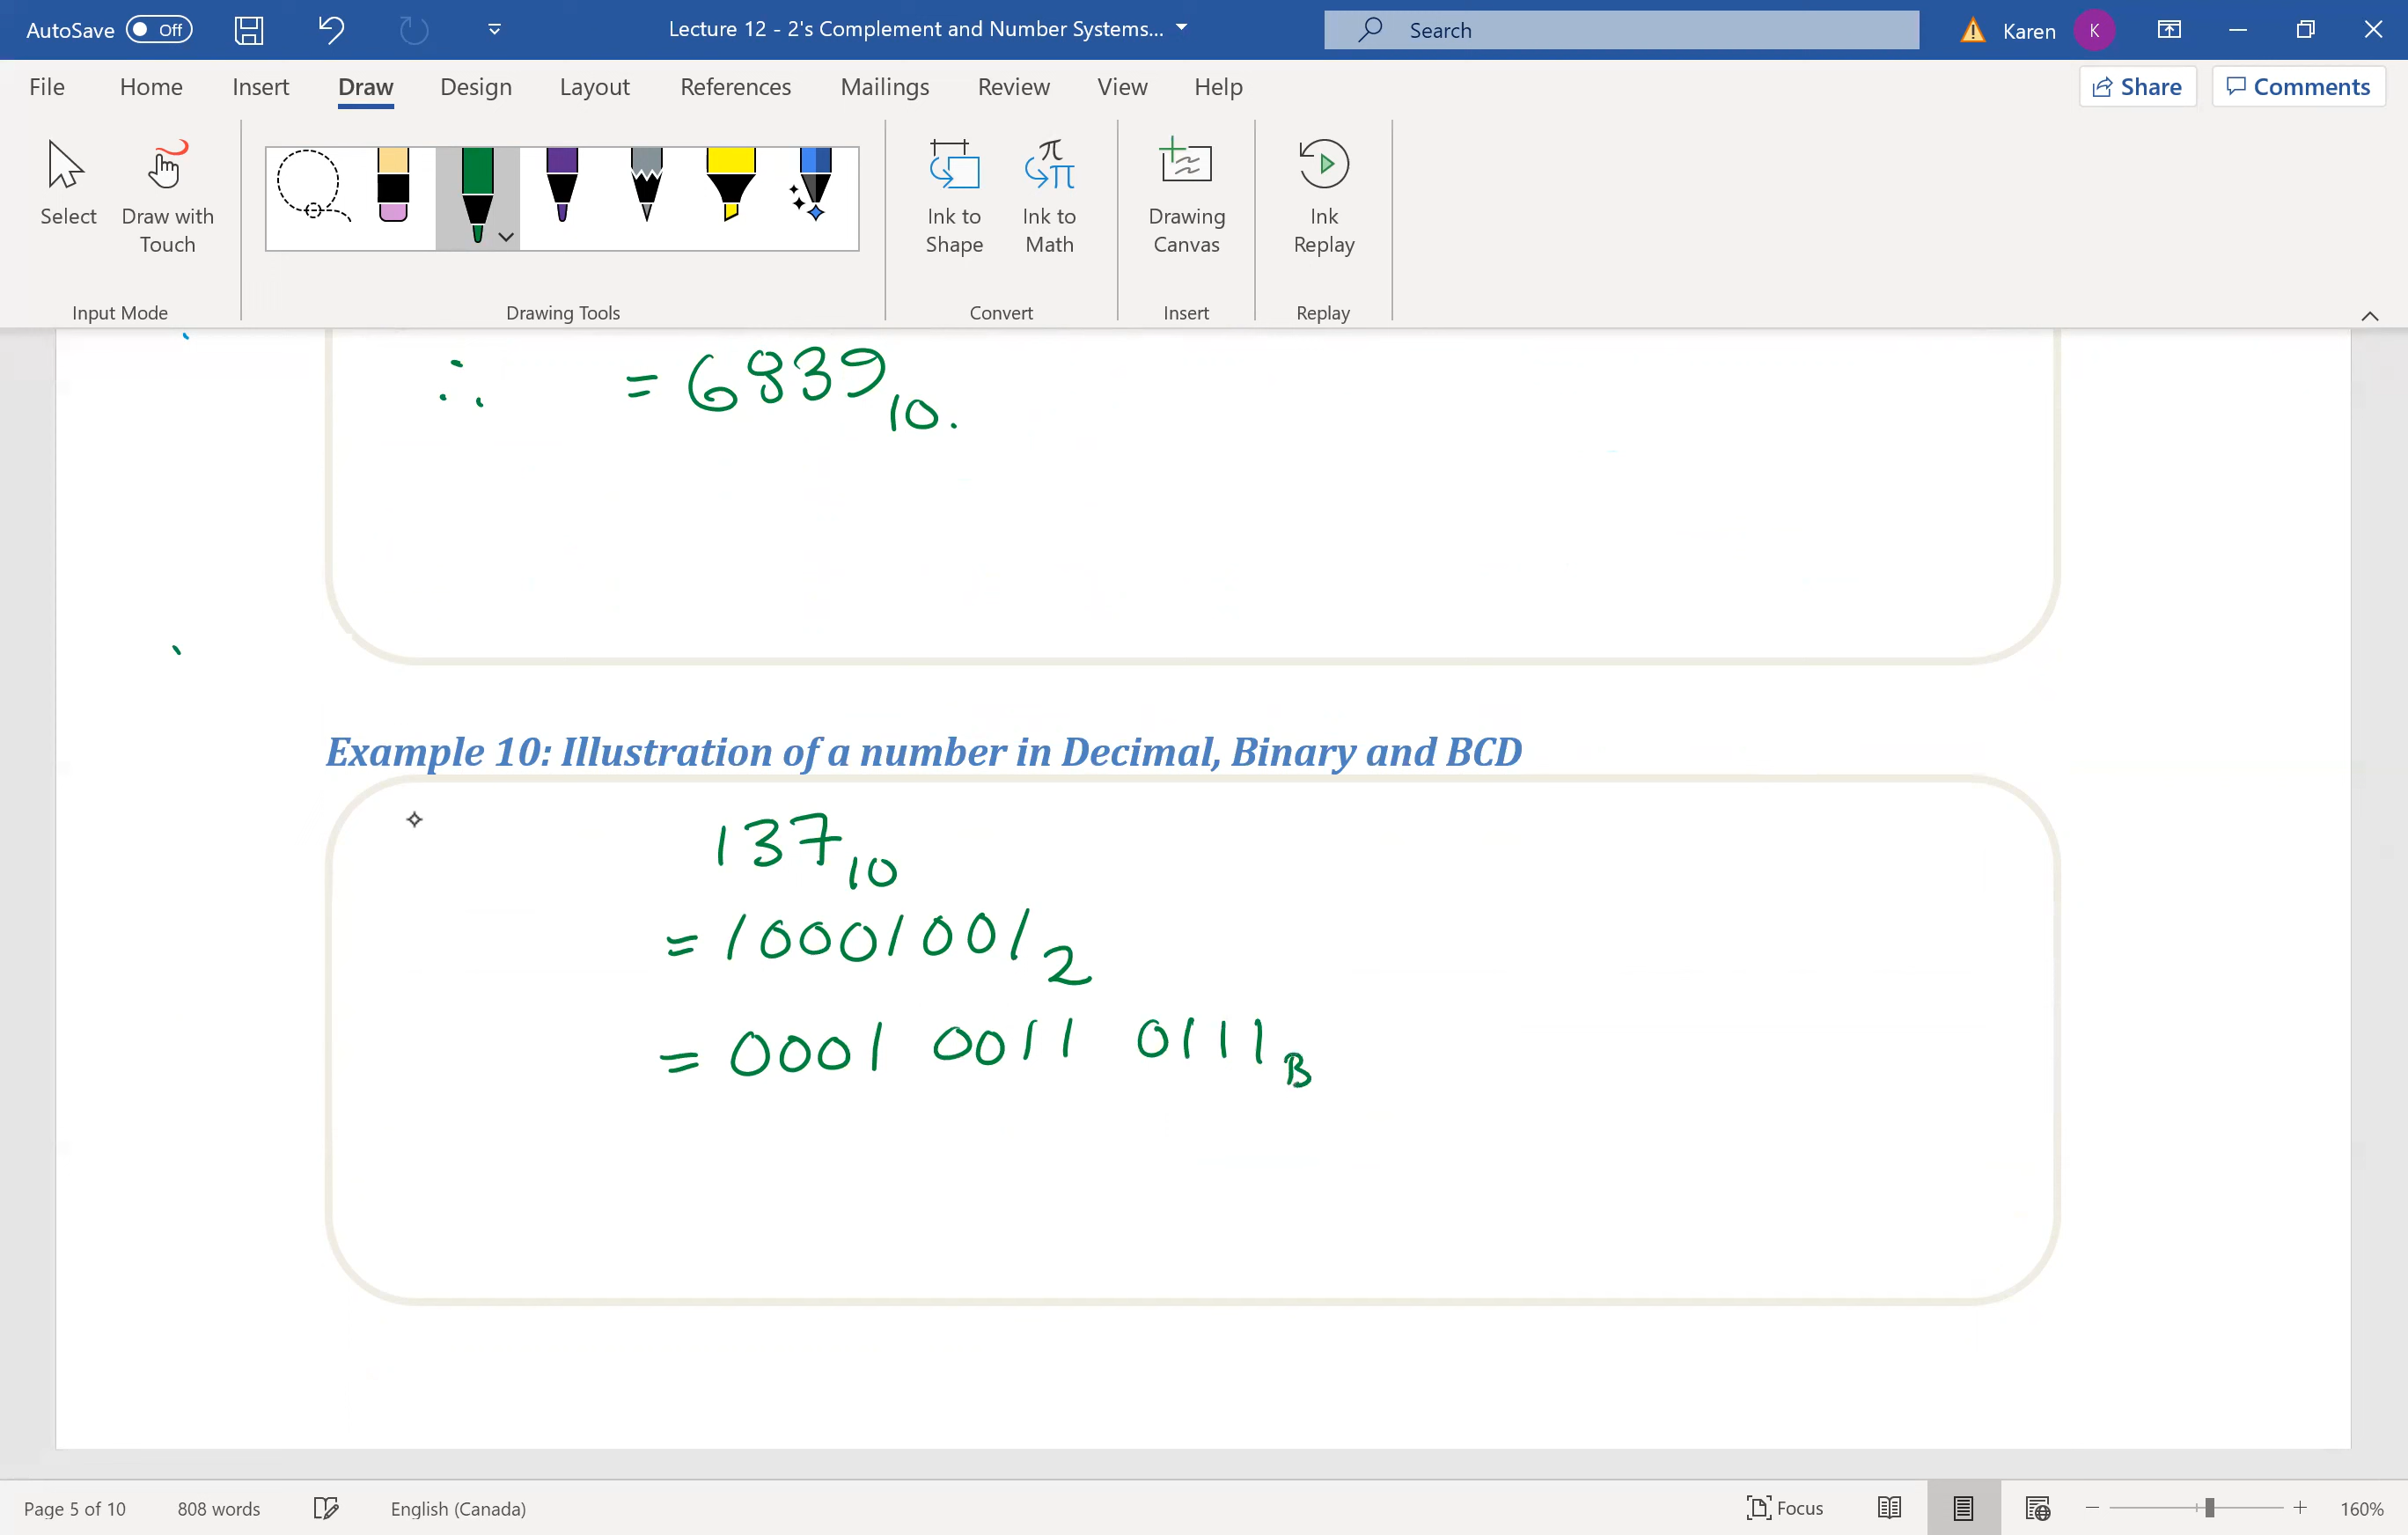 AutoSave Off Lecture 12 - 2's Complement and Number Systems... Search Karen K
File Home Insert Draw Design Layout References Mailings Review View Help Share Comments
Select Draw with Touch Ink to Shape Ink to Math π π Drawing Canvas Ink Replay
Input Mode Drawing Tools Convert Insert Replay
∴ = 6839₁₀.
Example 10: Illustration of a number in Decimal, Binary and BCD
137₁₀
= 10001001₂
= 0001 0011 0111 B
Page 5 of 10 808 words English (Canada) Focus 160%